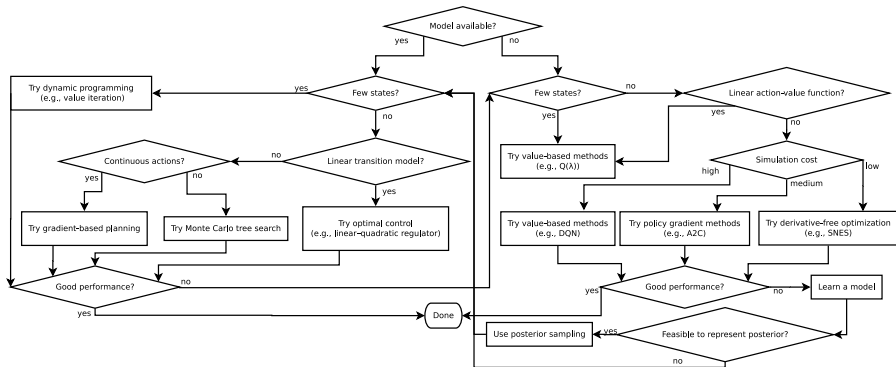 Model available?
yes
no
Try dynamic programming
(e.g., value iteration)
yes
Few states?
no
Few states?
no
Linear action-value function?
yes
yes
no
Continuous actions?
no
Linear transition model?
Try value-based methods
(e.g., Q(λ))
Simulation cost
yes
no
yes
high
medium
low
Try gradient-based planning
Try Monte Carlo tree search
Try optimal control
(e.g., linear-quadratic regulator)
Try value-based methods
(e.g., DQN)
Try policy gradient methods
(e.g., A2C)
Try derivative-free optimization
(e.g., SNES)
Good performance?
no
yes
Good performance?
no
Learn a model
yes
Done
Use posterior sampling
yes
Feasible to represent posterior?
no